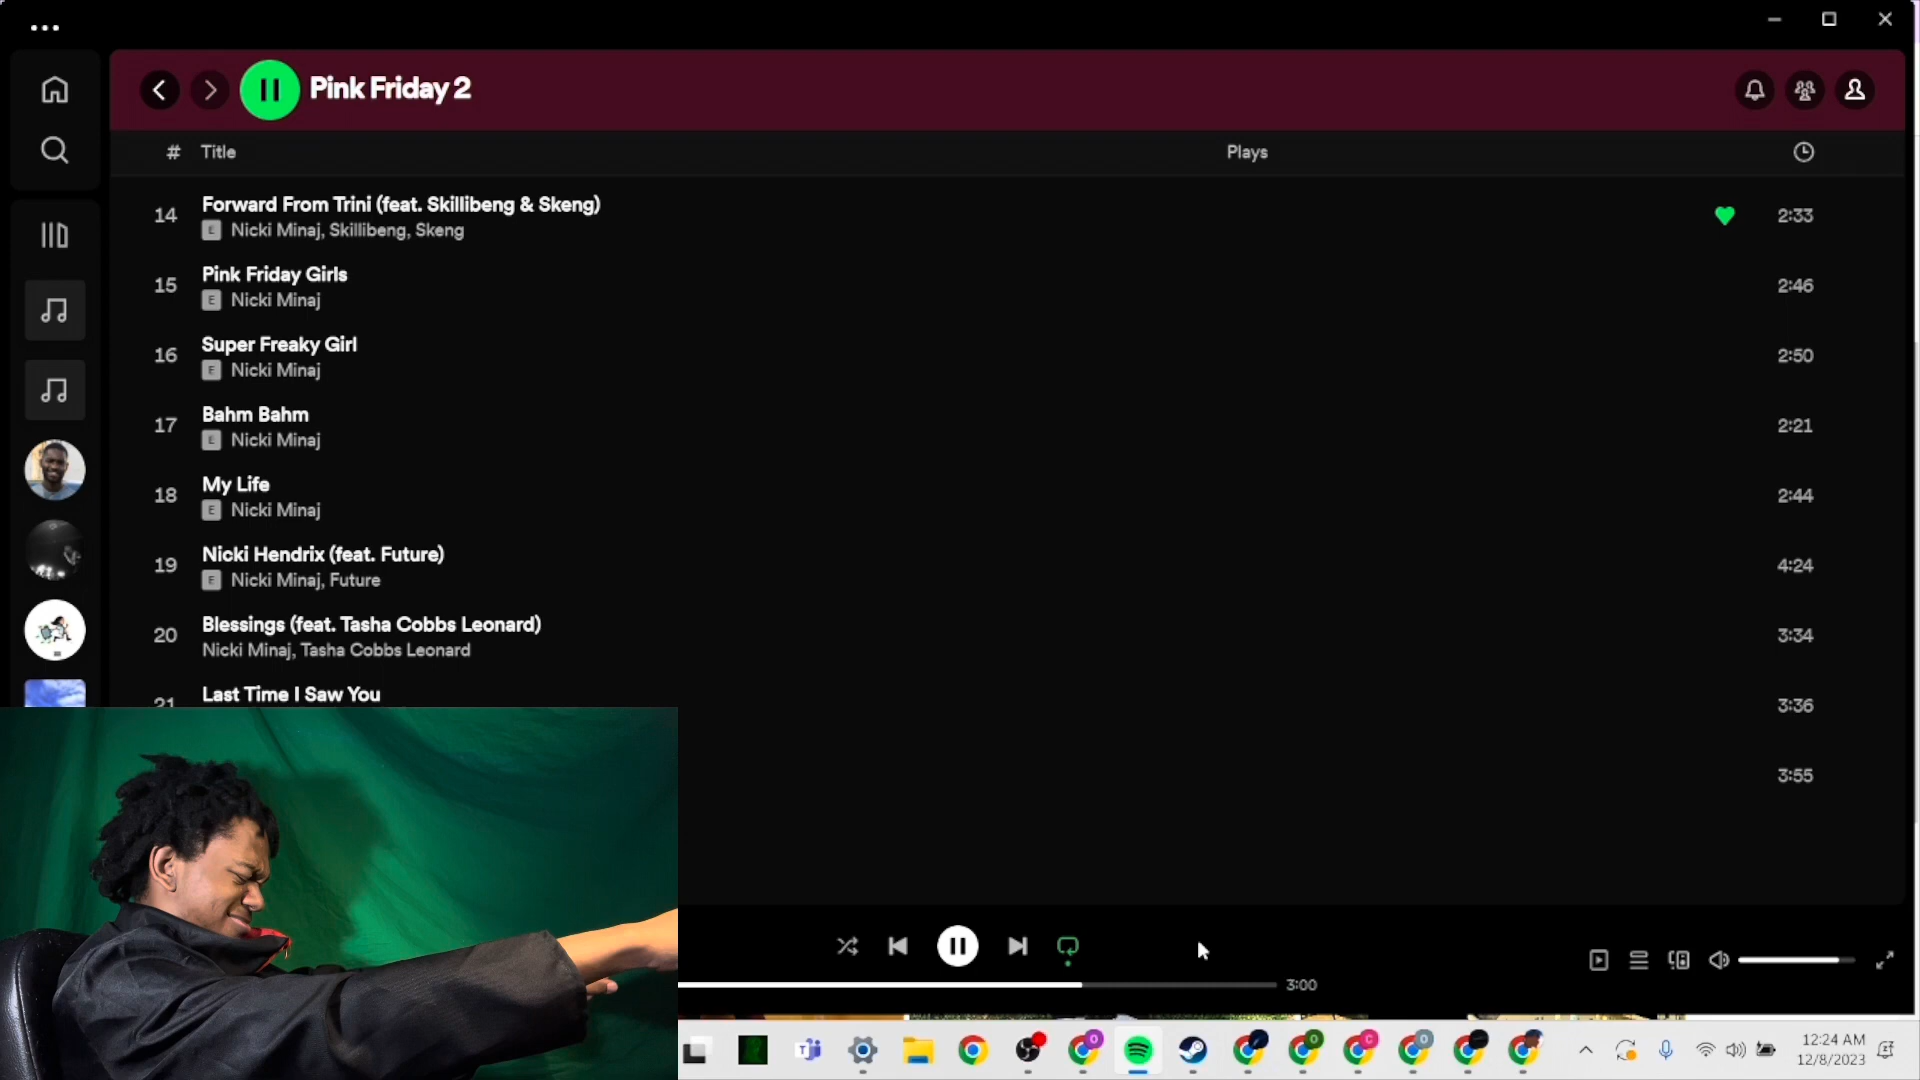 Pink Friday 2
# Title Plays
14 Forward From Trini (feat. Skillibeng & Skeng) 2:33
E Nicki Minaj, Skillibeng, Skeng
15 Pink Friday Girls 2:46
E Nicki Minaj
16 Super Freaky Girl 2:50
E Nicki Minaj
17 Bahm Bahm 2:21
E Nicki Minaj
18 My Life 2:44
E Nicki Minaj
19 Nicki Hendrix (feat. Future) 4:24
E Nicki Minaj, Future
20 Blessings (feat. Tasha Cobbs Leonard) 3:34
Nicki Minaj, Tasha Cobbs Leonard
21 Last Time I Saw You 3:36
3:55
3:00
12:24 AM
12/8/2023